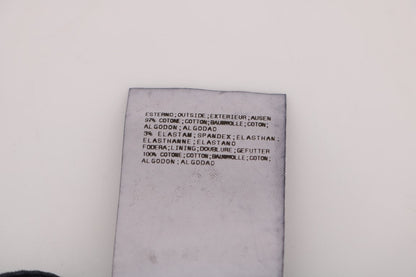 ESTERNO;OUTSIDE;EXTERIEUR;AUSEN
97% COTONE;COTTON;BAUMWOLLE;COTON;
ALGODON;ALGODAO
3% ELASTAM;SPANDEX;ELASTHAN;
ELASTHANNE;ELASTANO
FODERA;LINING;DOUBLURE;GEFUTTER
100% COTONE;COTTON;BAUMWOLLE;COTON;
ALGODON;ALGODAO